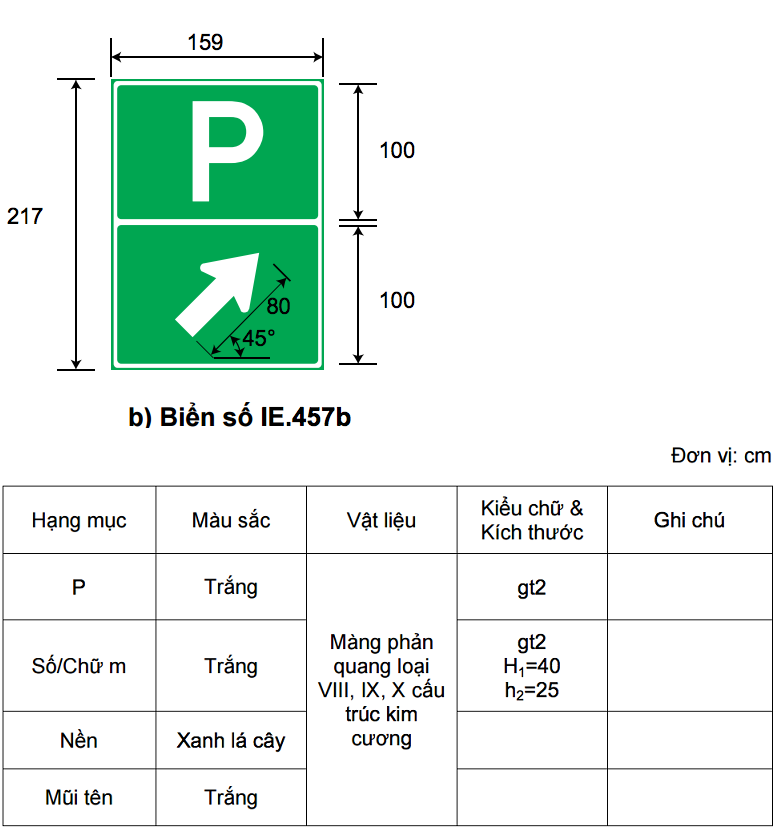 159
P
100
217
80
45°
100
b) Biển số IE.457b
Đơn vị: cm
Hạng mục
Màu sắc
Vật liệu
Kiểu chữ &
Kích thước
Ghi chú
P
Trắng
gt2
Màng phản
quang loại
VIII, IX, X cấu
trúc kim
cương
Số/Chữ m
Trắng
gt2
H₁=40
h₂=25
Nền
Xanh lá cây
Mũi tên
Trắng